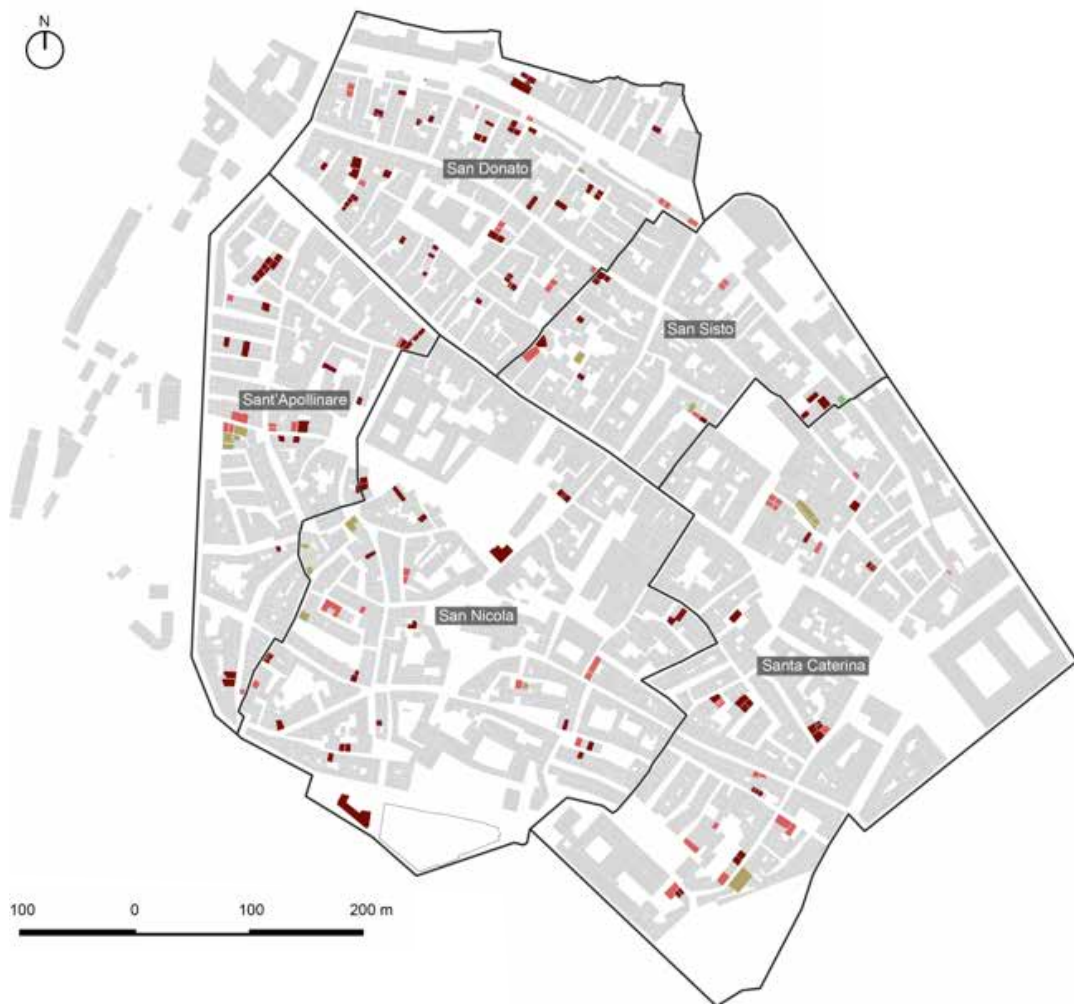 N
San Donato
San Sisto
Sant'Apollinare
San Nicola
Santa Caterina
100 0 100 200 m